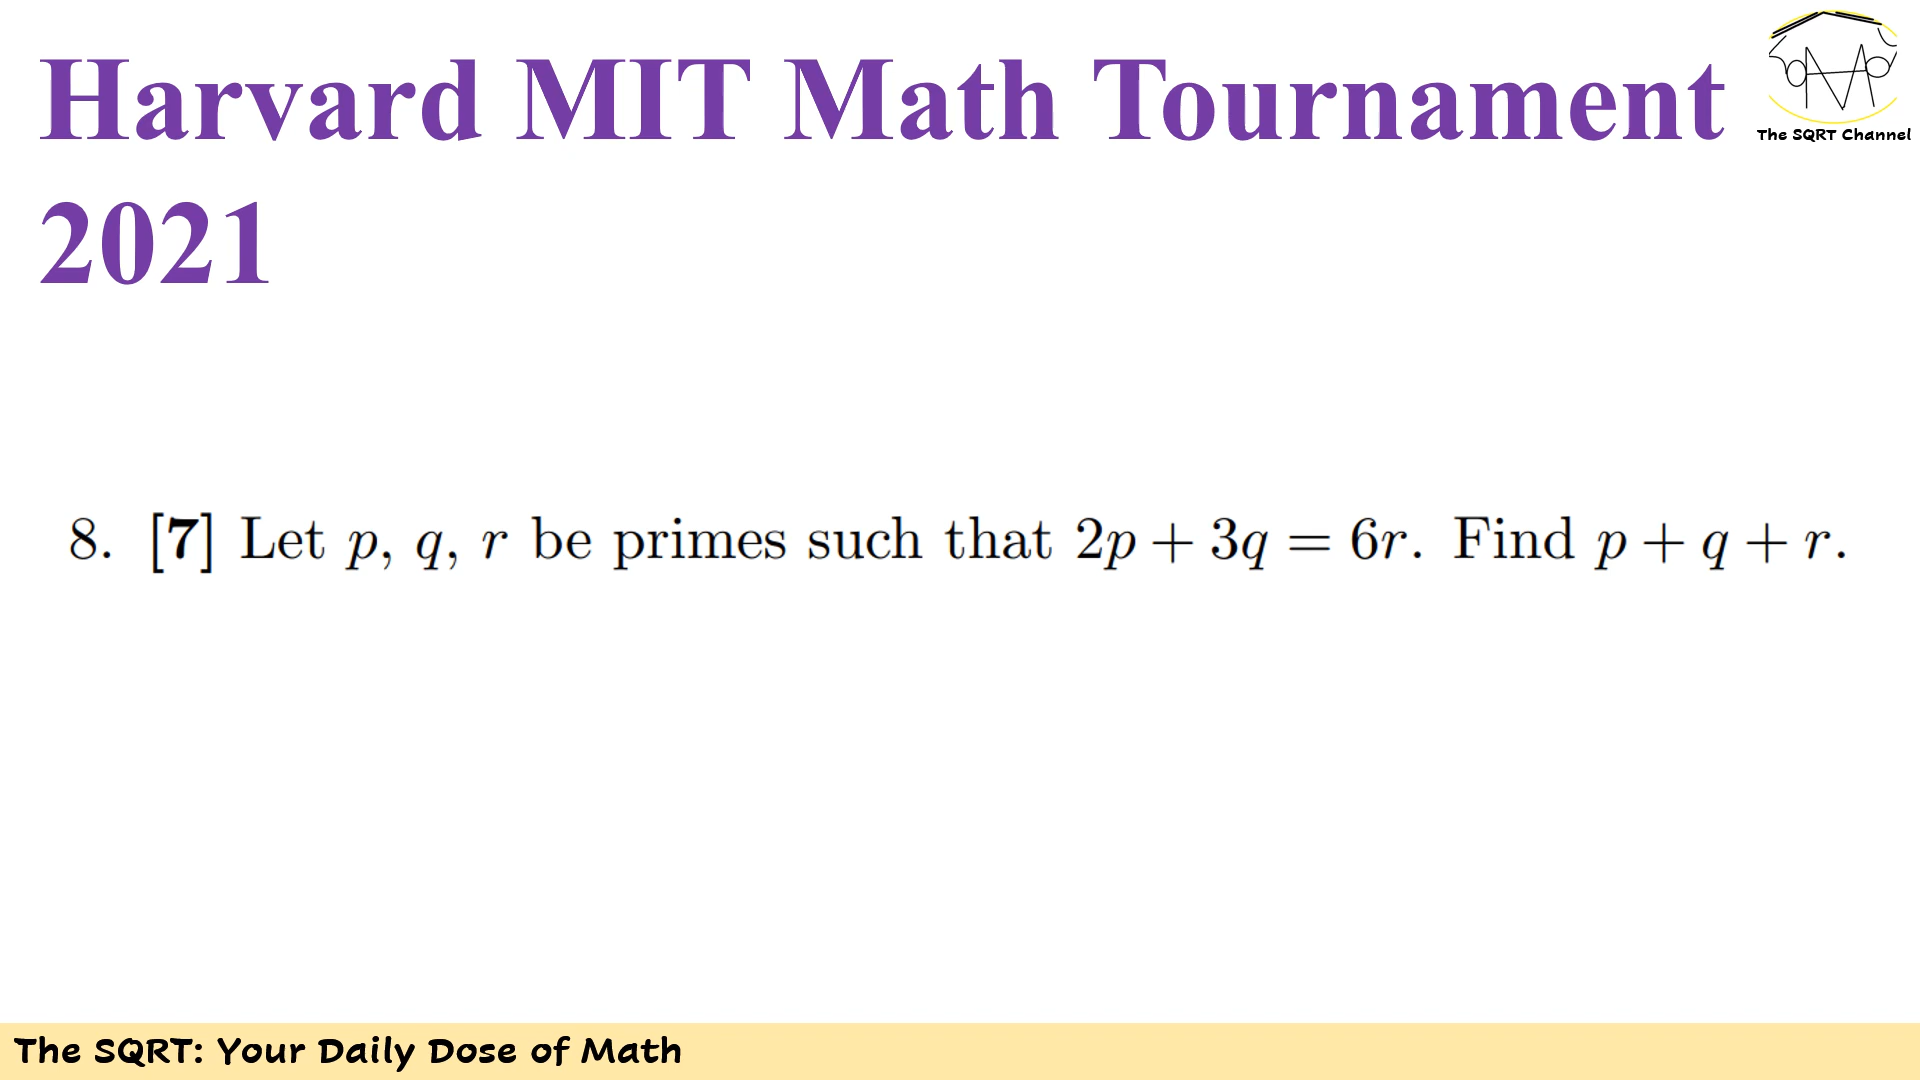 Harvard MIT Math Tournament
2021
The SQRT Channel
8. [7] Let p, q, r be primes such that 2p + 3q = 6r. Find p + q + r.
The SQRT: Your Daily Dose of Math